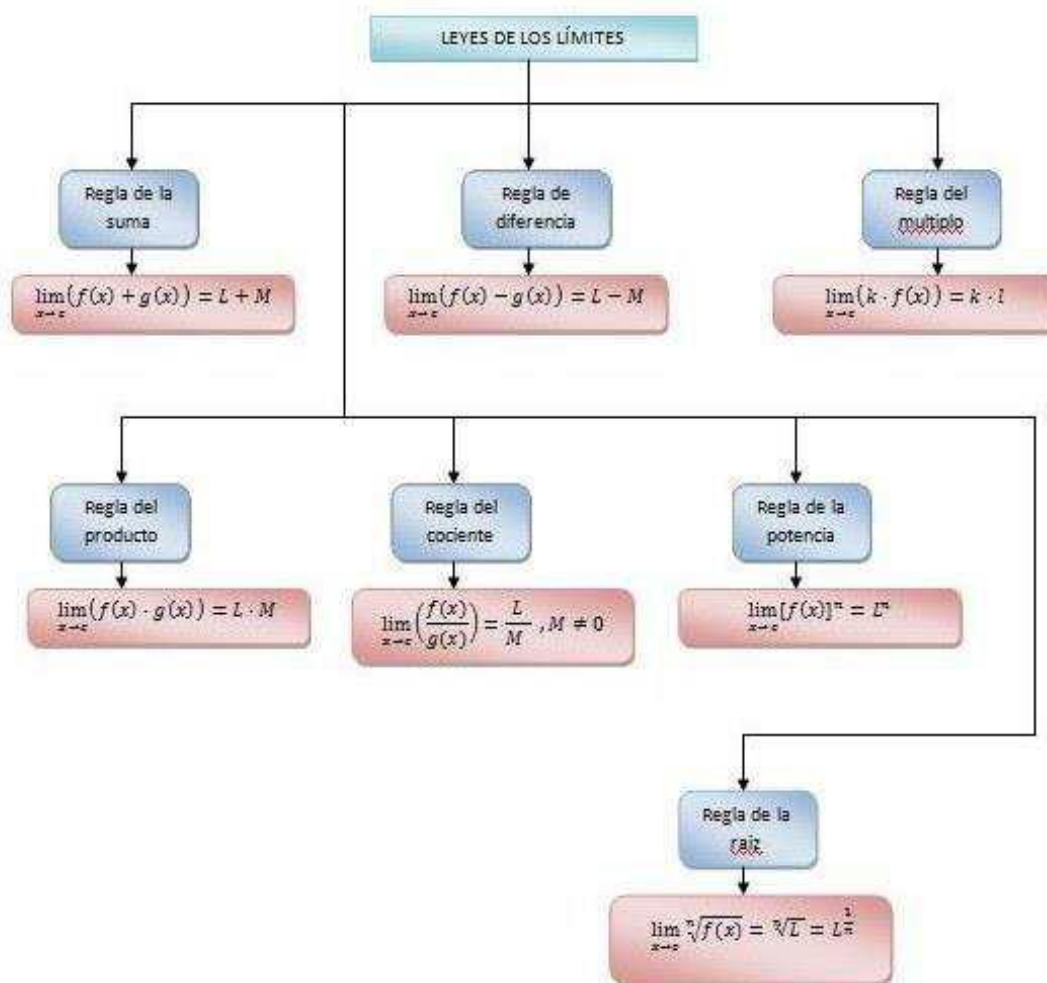 LEYES DE LOS LÍMITES
Regla de la
suma
Regla de
diferencia
Regla del
multiplo
lim(f(x) + g(x)) = L + M
x→c
lim(f(x) − g(x)) = L − M
x→c
lim(k · f(x)) = k · l
x→c
Regla del
producto
Regla del
cociente
Regla de la
potencia
lim(f(x) · g(x)) = L · M
x→c
lim(f(x)/g(x)) = L/M , M ≠ 0
x→c
lim[f(x)]ⁿ = Lⁿ
x→c
Regla de la
raiz
lim ⁿ√f(x) = ⁿ√L = L^(1/n)
x→c